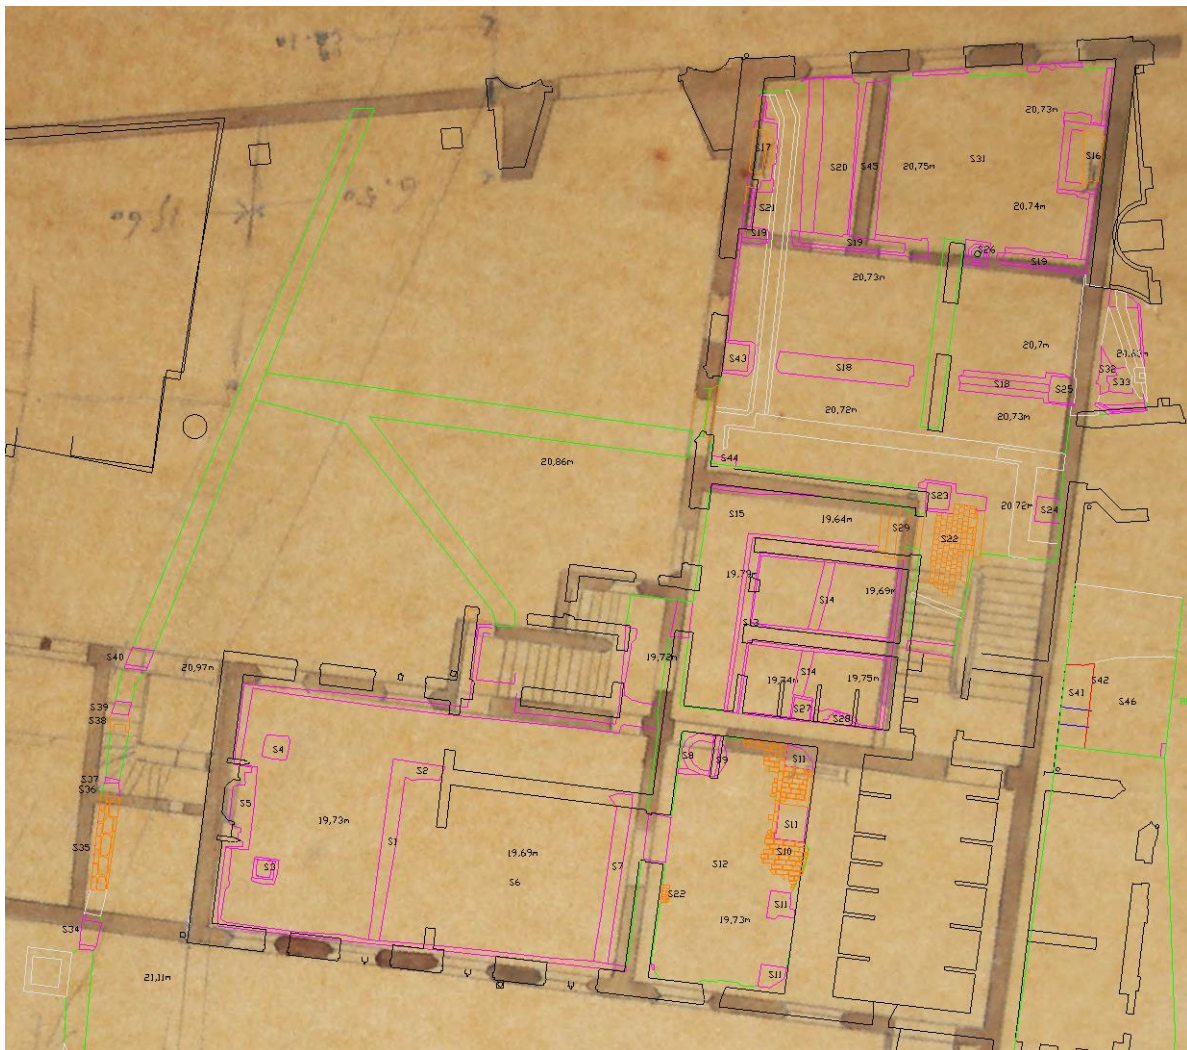 20,73m
S17
S20
S45
20,75m
S31
S16
S21
20,74m
S19
S19
S26
S19
20,73m
20,7m
20,63m
S43
S18
S18
S25
S32
S33
20,72m
20,73m
20,86m
S44
S23
S15
19,64m
S29
20,72m
S24
S22
19,79m
19,69m
S14
S13
19,72m
S40
20,97m
S14
19,74m
19,75m
S41
S42
S46
S39
S38
S27
S28
S4
S8
S9
S11
S2
S37
S36
S5
19,73m
S1
19,69m
S11
S35
S10
S3
S6
S7
S12
S22
S11
19,73m
S34
21,11m
S11